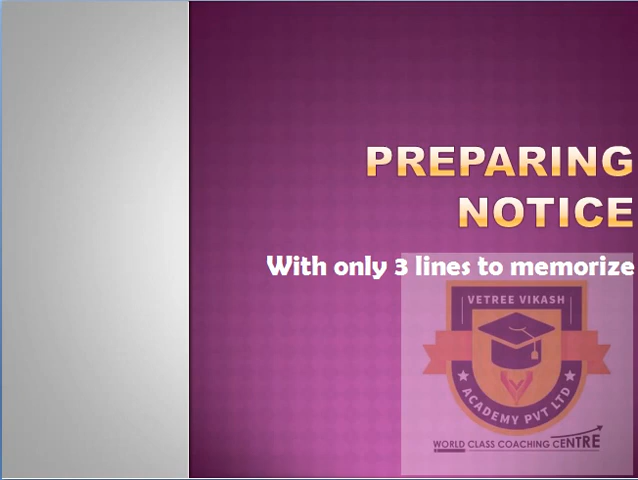 PREPARING
NOTICE
With only 3 lines to memorize
VETREE VIKASH
ACADEMY PVT LTD
WORLD CLASS COACHING CENTRE